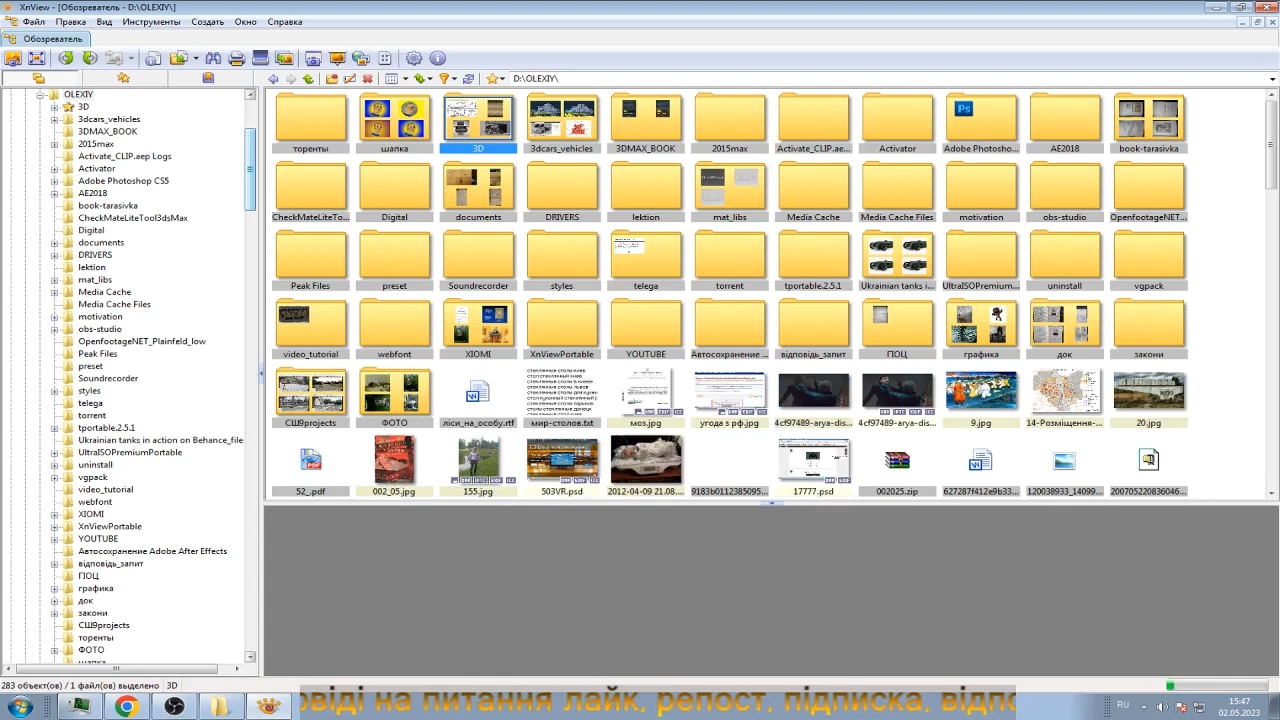 XnView - [Обозреватель - D:\OLEXIY\]
Файл Правка Вид Инструменты Создать Окно Справка
Обозреватель
D:\OLEXIY\
OLEXIY
3D
3dcars_vehicles
3DMAX_BOOK
2015max
Activate_CLIP.aep Logs
Activator
Adobe Photoshop CS5
AE2018
book-tarasivka
CheckMateLiteTool3dsMax
Digital
documents
DRIVERS
lektion
mat_libs
Media Cache
Media Cache Files
motivation
obs-studio
OpenfootageNET_Plainfeld_low
Peak Files
preset
Soundrecorder
styles
telega
torrent
tportable.2.5.1
Ukrainian tanks in action on Behance_file
UltraISOPremiumPortable
uninstall
vgpack
video_tutorial
webfont
XIOMI
XnViewPortable
YOUTUBE
Автосохранение Adobe After Effects
відповідь_запит
ГІОЦ
графика
док
закони
СШ9projects
торенты
ФОТО
шапка
торенты шапка 3D 3dcars_vehicles 3DMAX_BOOK 2015max Activate_CLIP.ae... Activator Adobe Photosho... AE2018 book-tarasivka
CheckMateLiteTo... Digital documents DRIVERS lektion mat_libs Media Cache Media Cache Files motivation obs-studio OpenfootageNET...
Peak Files preset Soundrecorder styles telega torrent tportable.2.5.1 Ukrainian tanks i... UltraISOPremium... uninstall vgpack
video_tutorial webfont XIOMI XnViewPortable YOUTUBE Автосохранение ... відповідь_запит ГІОЦ графика док закони
стеклянные столы киев
стеклянный стол киев
СШ9projects ФОТО ліси_на_особу.rtf мир-столов.txt моз.jpg угода з рф.jpg 4cf97489-arya-dis... 4cf97489-arya-dis... 9.jpg 14-Розміщення-... 20.jpg
52_.pdf 002_05.jpg 155.jpg 503VR.psd 2012-04-09 21.08.... 9183b0112385095... 17777.psd 002025.zip 627287f412e9b33... 120038933_14099... 200705220836046...
283 объект(ов) / 1 файл(ов) выделено 3D
овіді на питання лайк, репост, підписка, відпо
RU
15:47
02.05.2023